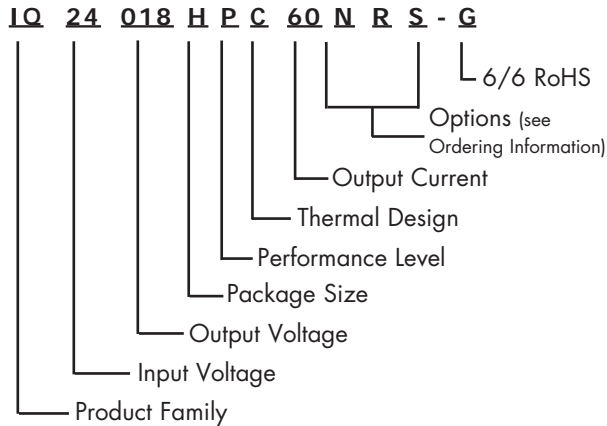 IQ 24 018 H P C 60 N R S - G
6/6 RoHS
Options (see
Ordering Information)
Output Current
Thermal Design
Performance Level
Package Size
Output Voltage
Input Voltage
Product Family